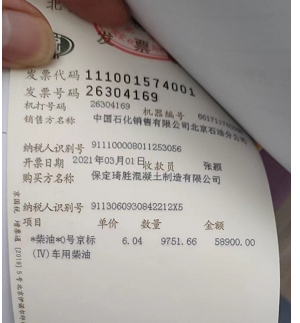 北
发 票
发票代码 111001574001
发票号码 26304169
机打号码 26304169 机器编号
销售方名称 中国石化销售有限公司北京石油分公司
纳税人识别号 911100008011253056
开票日期 2021年03月01日 收款员 张颖
购买方名称 保定琦胜混凝土制造有限公司
纳税人识别号 9113060930842212X5
项目 单价 数量 金额
*柴油*0号京标 6.04 9751.66 58900.00
(IV)车用柴油